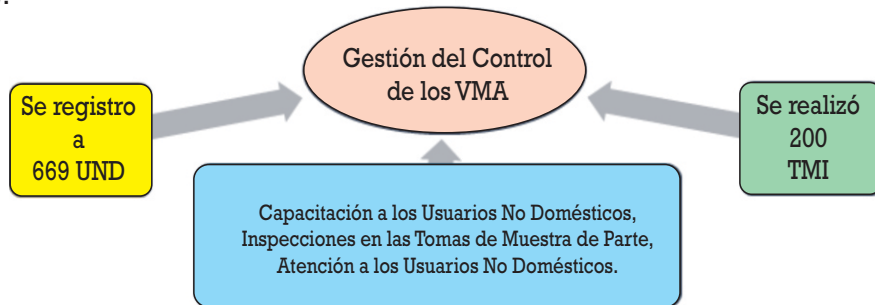 Gestión del Control
de los VMA
Se registro
a
669 UND
Se realizó
200
TMI
Capacitación a los Usuarios No Domésticos,
Inspecciones en las Tomas de Muestra de Parte,
Atención a los Usuarios No Domésticos.